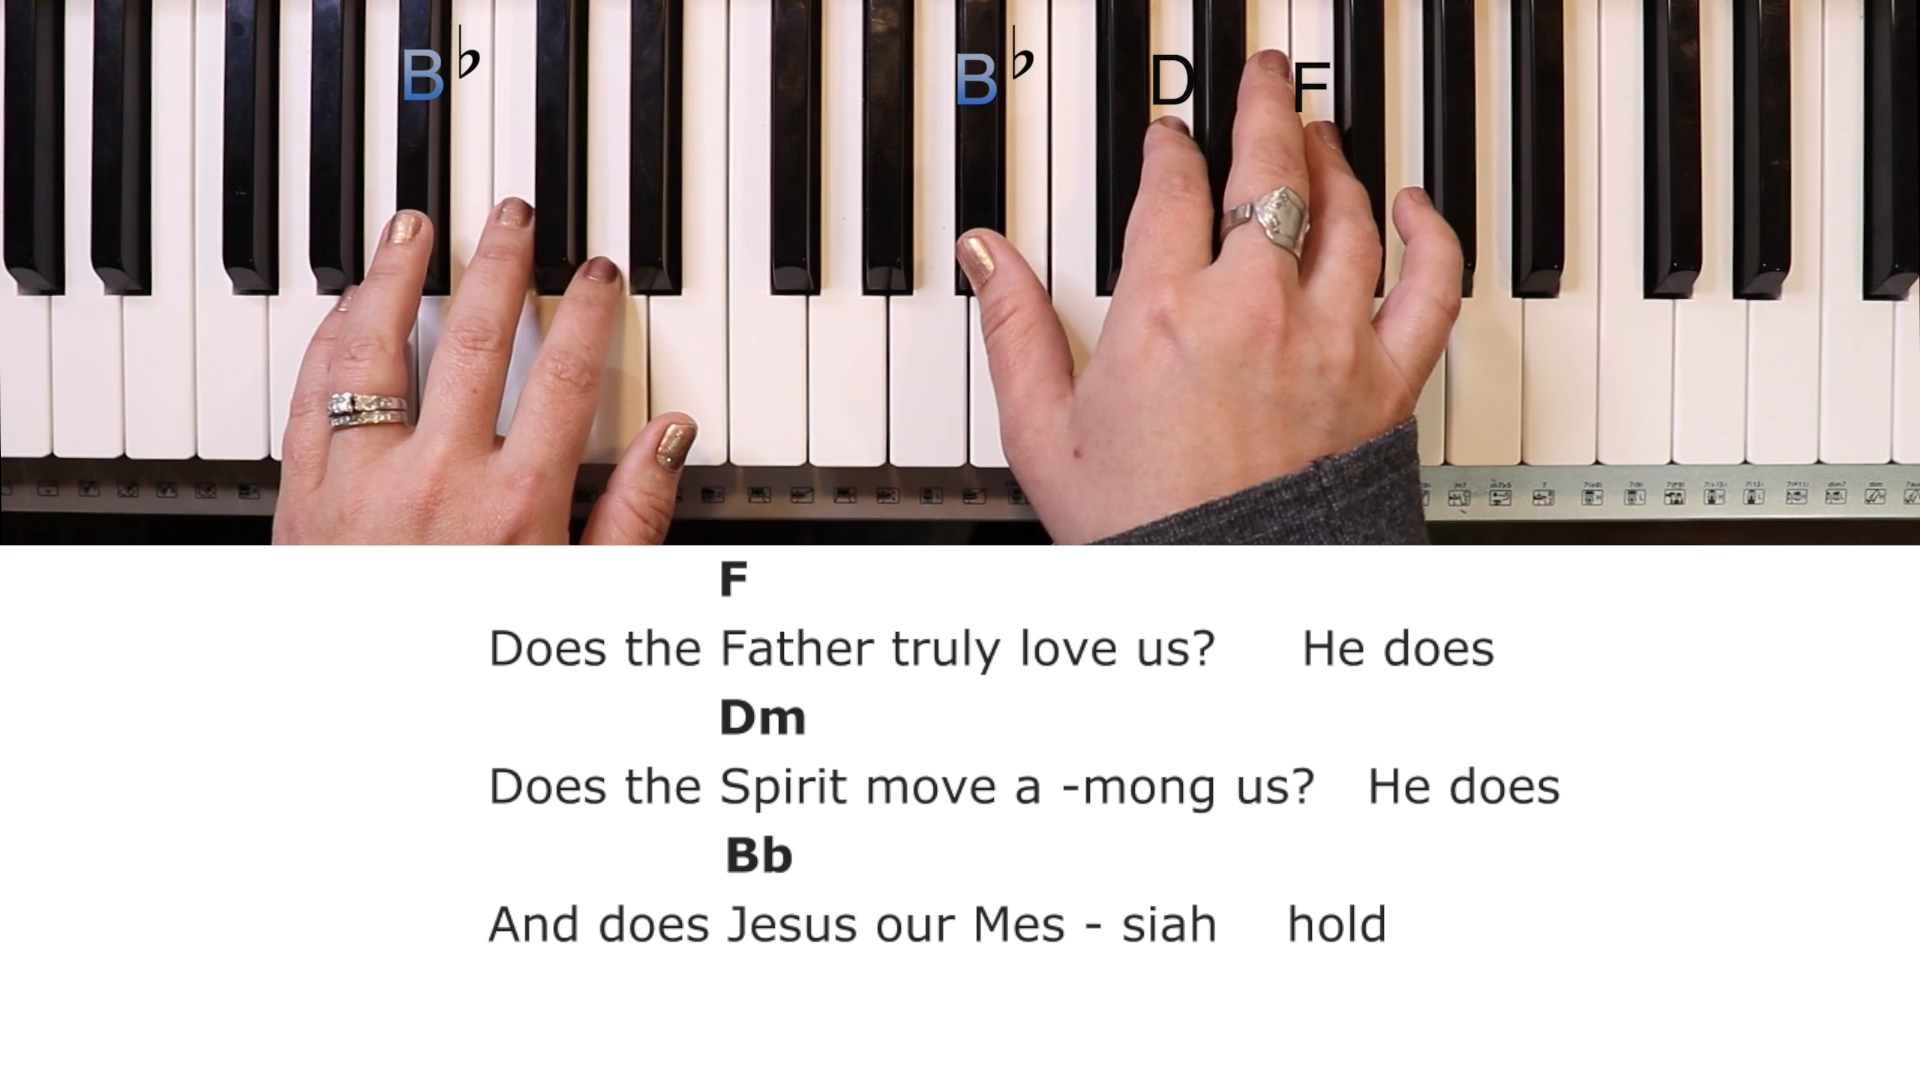 B♭ B♭ D F
F
Does the Father truly love us? He does
Dm
Does the Spirit move a -mong us? He does
Bb
And does Jesus our Mes - siah hold